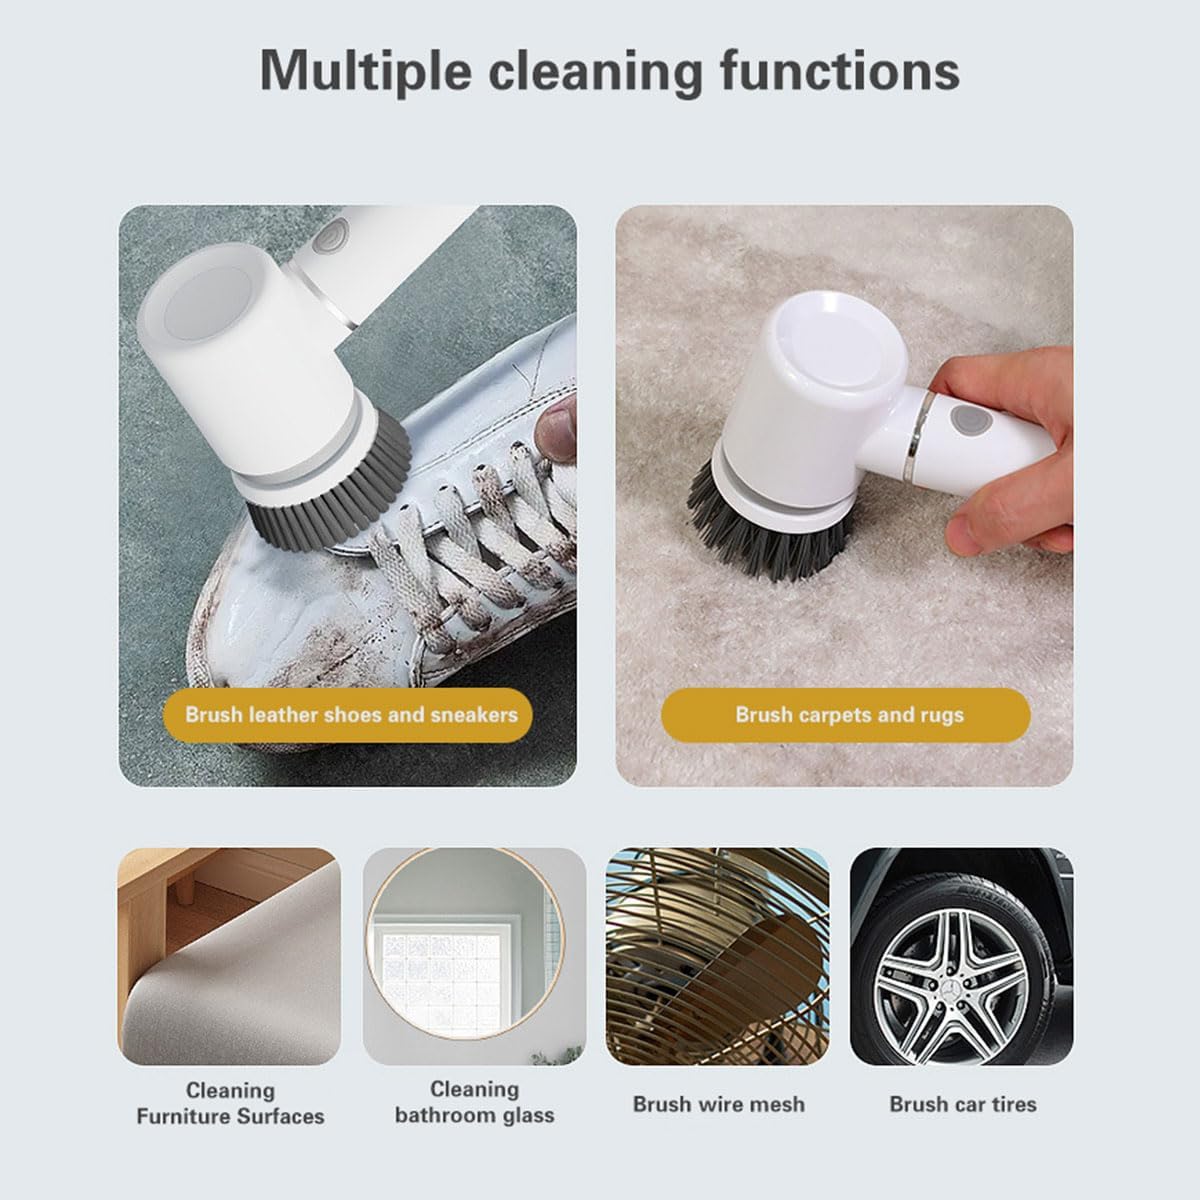 Multiple cleaning functions
Brush leather shoes and sneakers
Brush carpets and rugs
Cleaning
Furniture Surfaces
Cleaning
bathroom glass
Brush wire mesh
Brush car tires